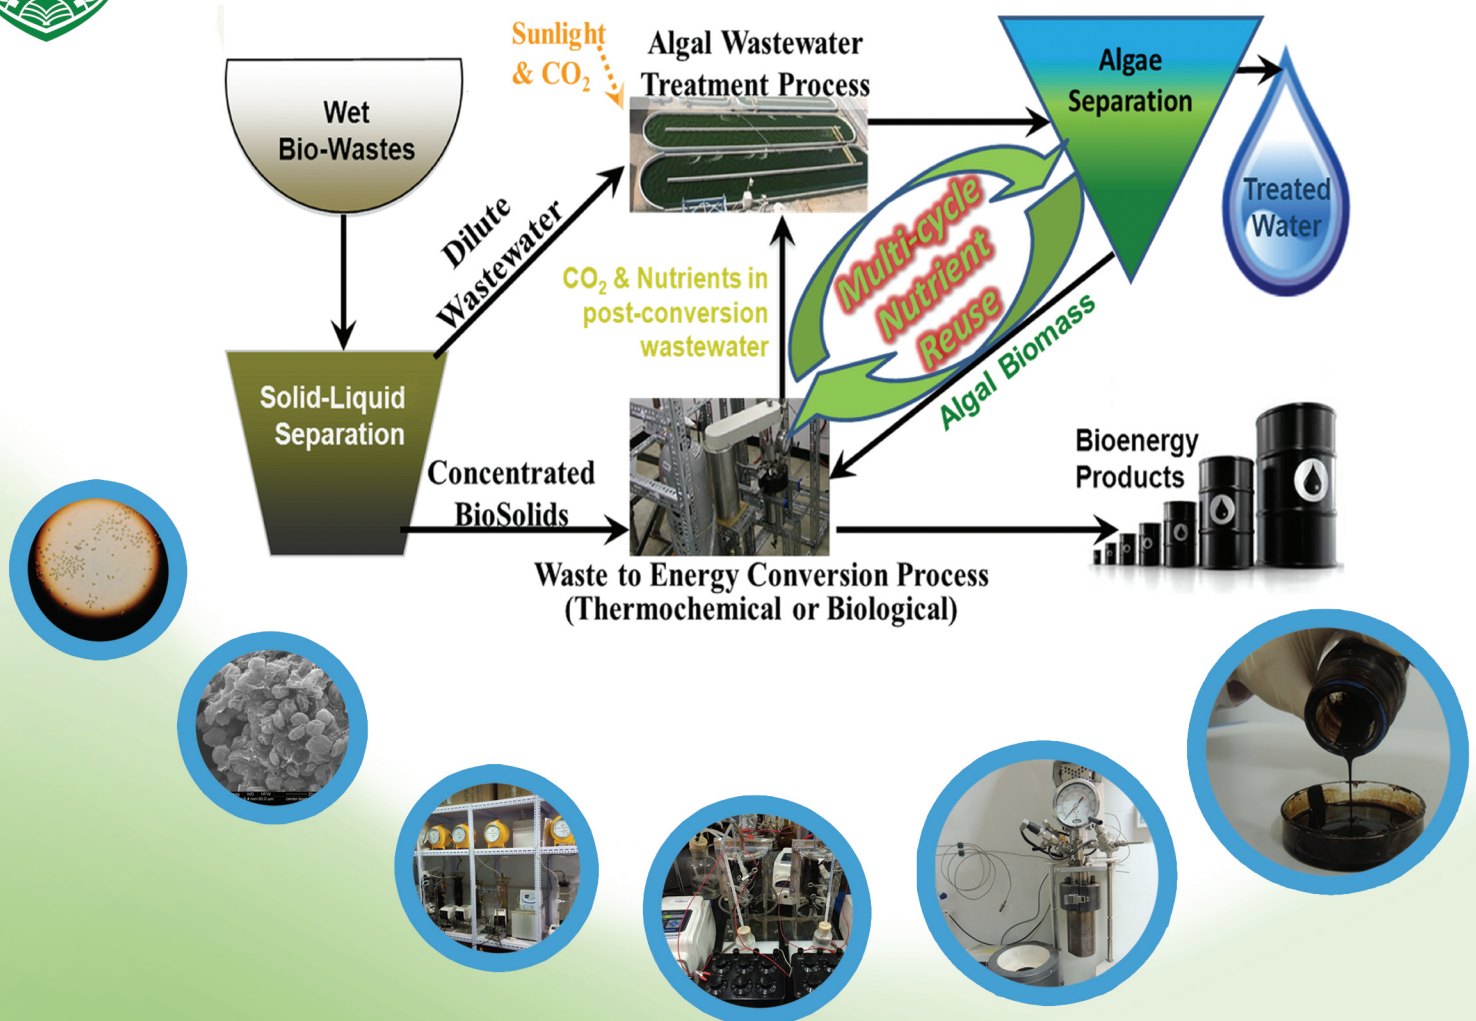 Wet
Bio-Wastes
Sunlight
& CO₂
Algal Wastewater
Treatment Process
Algae
Separation
Treated
Water
Dilute
Wastewater
CO₂ & Nutrients in
post-conversion
wastewater
Multi-cycle
Nutrient
Reuse
Algal Biomass
Solid-Liquid
Separation
Concentrated
BioSolids
Bioenergy
Products
Waste to Energy Conversion Process
(Thermochemical or Biological)